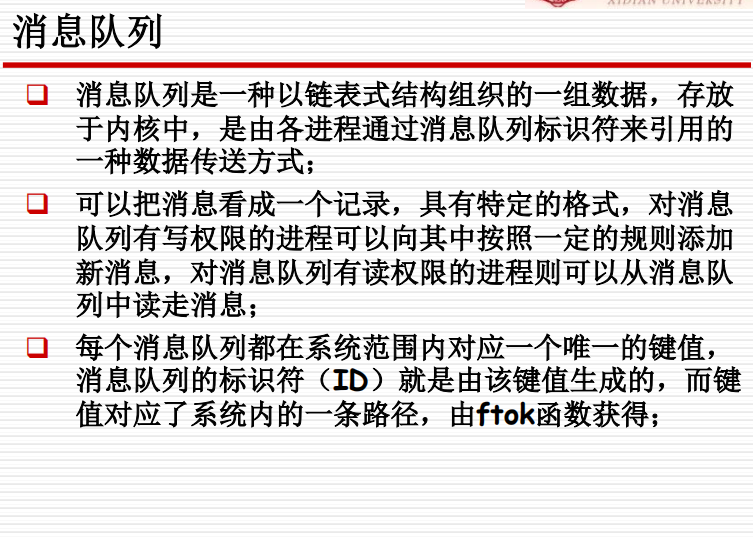 XIDIAN UNIVERSITY
消息队列
消息队列是一种以链表式结构组织的一组数据，存放
于内核中，是由各进程通过消息队列标识符来引用的
一种数据传送方式；
可以把消息看成一个记录，具有特定的格式，对消息
队列有写权限的进程可以向其中按照一定的规则添加
新消息，对消息队列有读权限的进程则可以从消息队
列中读走消息；
每个消息队列都在系统范围内对应一个唯一的键值，
消息队列的标识符（ID）就是由该键值生成的，而键
值对应了系统内的一条路径，由ftok函数获得；